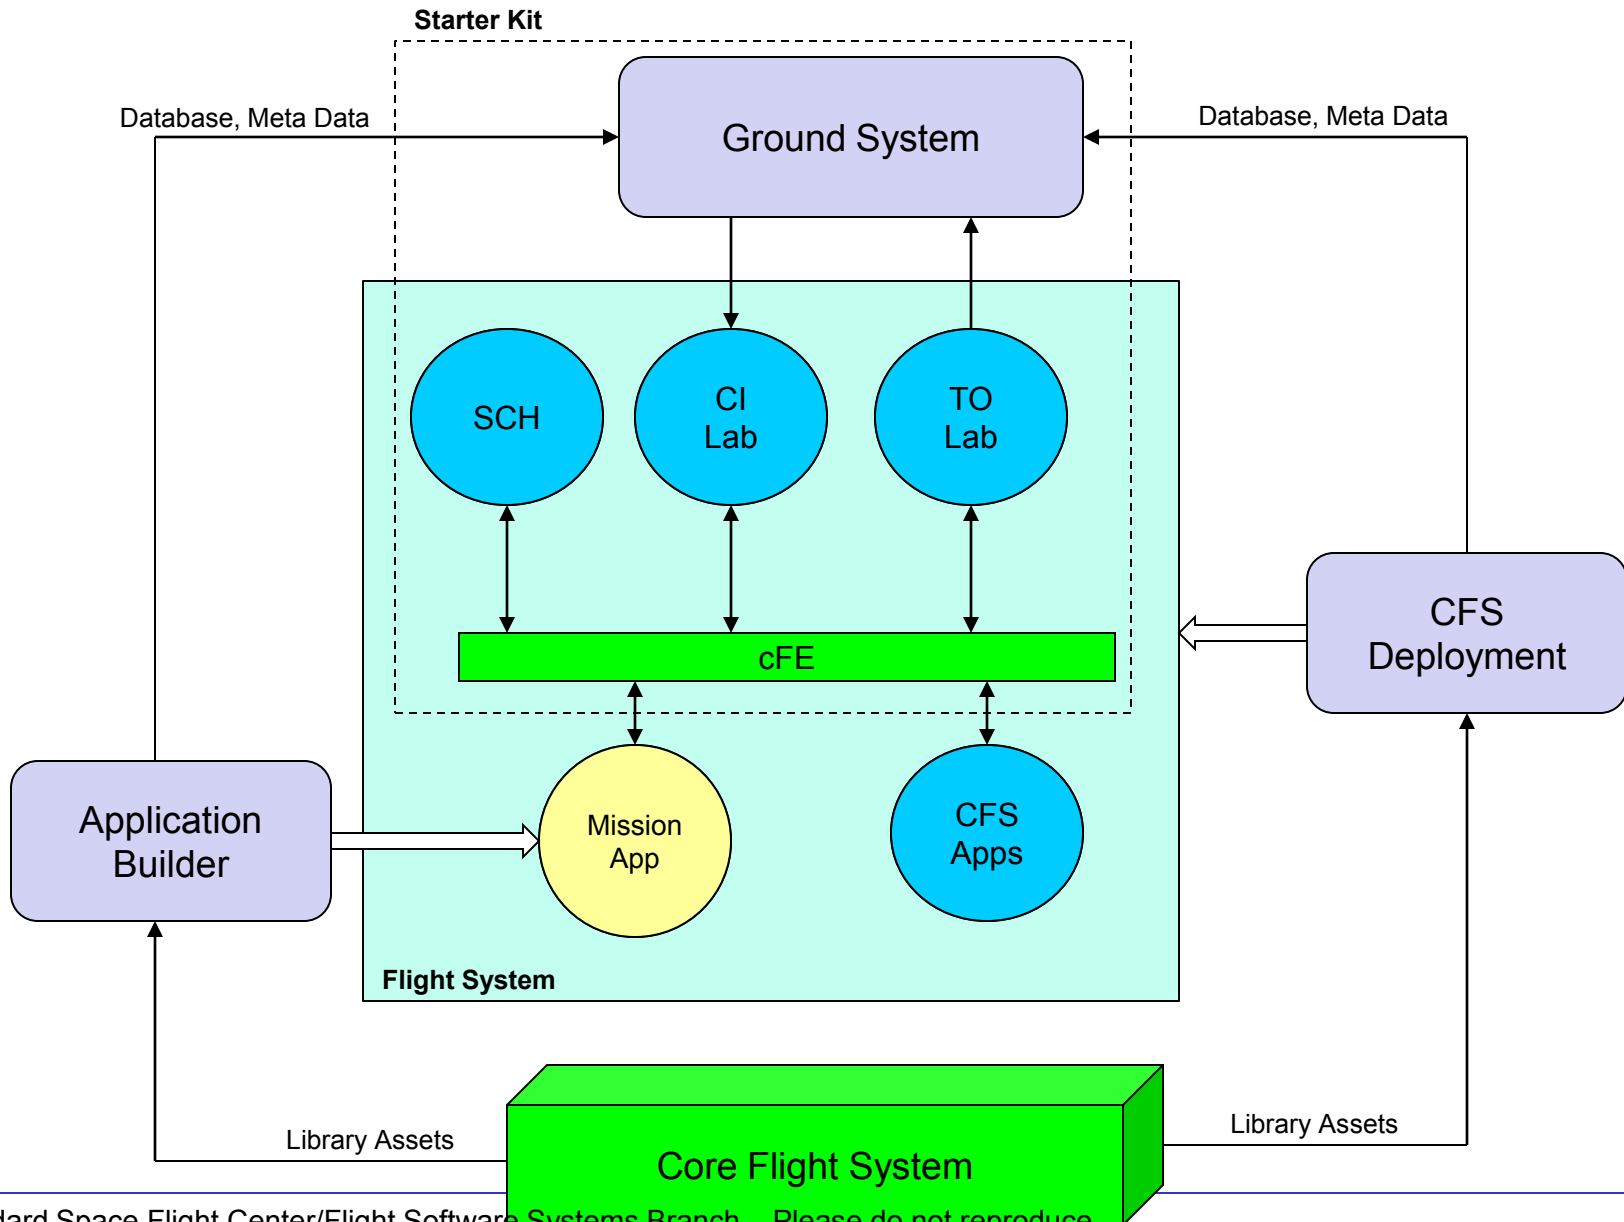 Starter Kit
Database, Meta Data
Database, Meta Data
Ground System
SCH
CI
Lab
TO
Lab
cFE
CFS
Deployment
Application
Builder
Mission
App
CFS
Apps
Flight System
Library Assets
Library Assets
Core Flight System
dard Space Flight Center/Flight Software Systems Branch Please do not reproduce